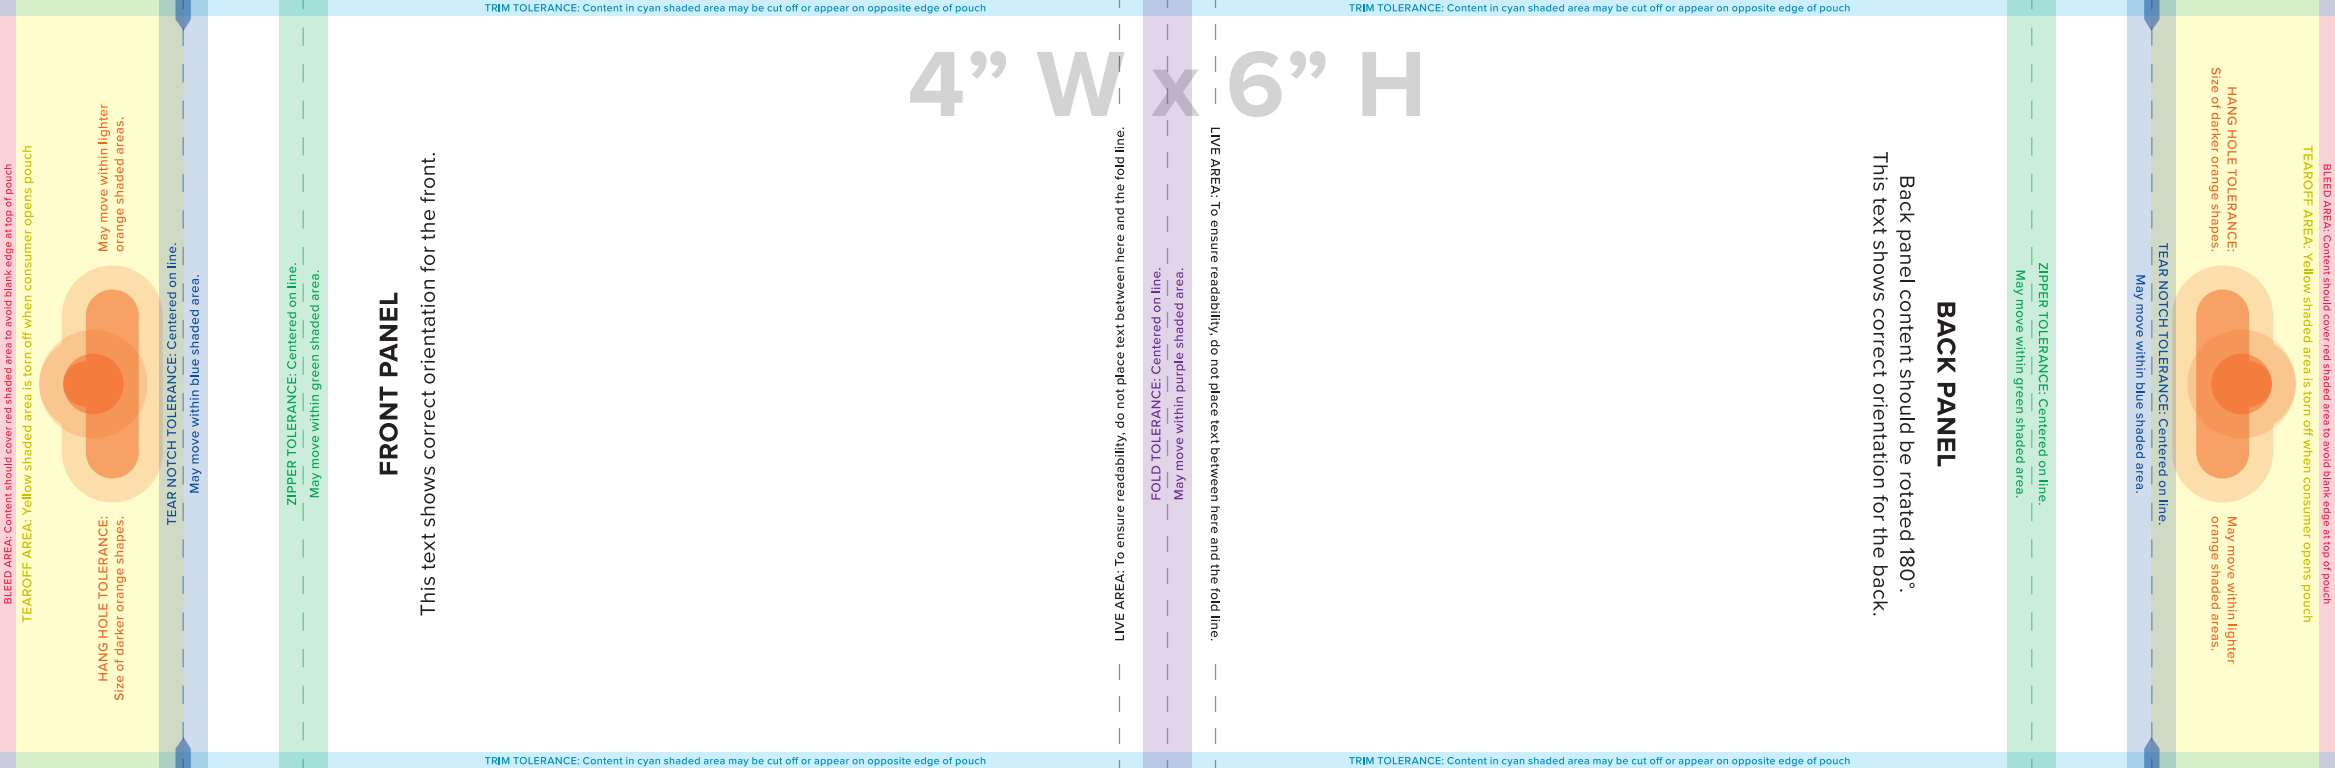 TRIM TOLERANCE: Content in cyan shaded area may be cut off or appear on opposite edge of pouch
TRIM TOLERANCE: Content in cyan shaded area may be cut off or appear on opposite edge of pouch
4” W x 6” H
BLEED AREA: Content should cover red shaded area to avoid blank edge at top of pouch
TEAROFF AREA: Yellow shaded area is torn off when consumer opens pouch
HANG HOLE TOLERANCE:
Size of darker orange shapes.
May move within lighter
orange shaded areas.
TEAR NOTCH TOLERANCE: Centered on line.
May move within blue shaded area.
ZIPPER TOLERANCE: Centered on line.
May move within green shaded area.
FRONT PANEL
This text shows correct orientation for the front.
LIVE AREA: To ensure readability, do not place text between here and the fold line.
FOLD TOLERANCE: Centered on line.
May move within purple shaded area.
LIVE AREA: To ensure readability, do not place text between here and the fold line.
BACK PANEL
Back panel content should be rotated 180°.
This text shows correct orientation for the back.
ZIPPER TOLERANCE: Centered on line.
May move within green shaded area.
TEAR NOTCH TOLERANCE: Centered on line.
May move within blue shaded area.
HANG HOLE TOLERANCE:
Size of darker orange shapes.
May move within lighter
orange shaded areas.
TEAROFF AREA: Yellow shaded area is torn off when consumer opens pouch
BLEED AREA: Content should cover red shaded area to avoid blank edge at top of pouch
TRIM TOLERANCE: Content in cyan shaded area may be cut off or appear on opposite edge of pouch
TRIM TOLERANCE: Content in cyan shaded area may be cut off or appear on opposite edge of pouch